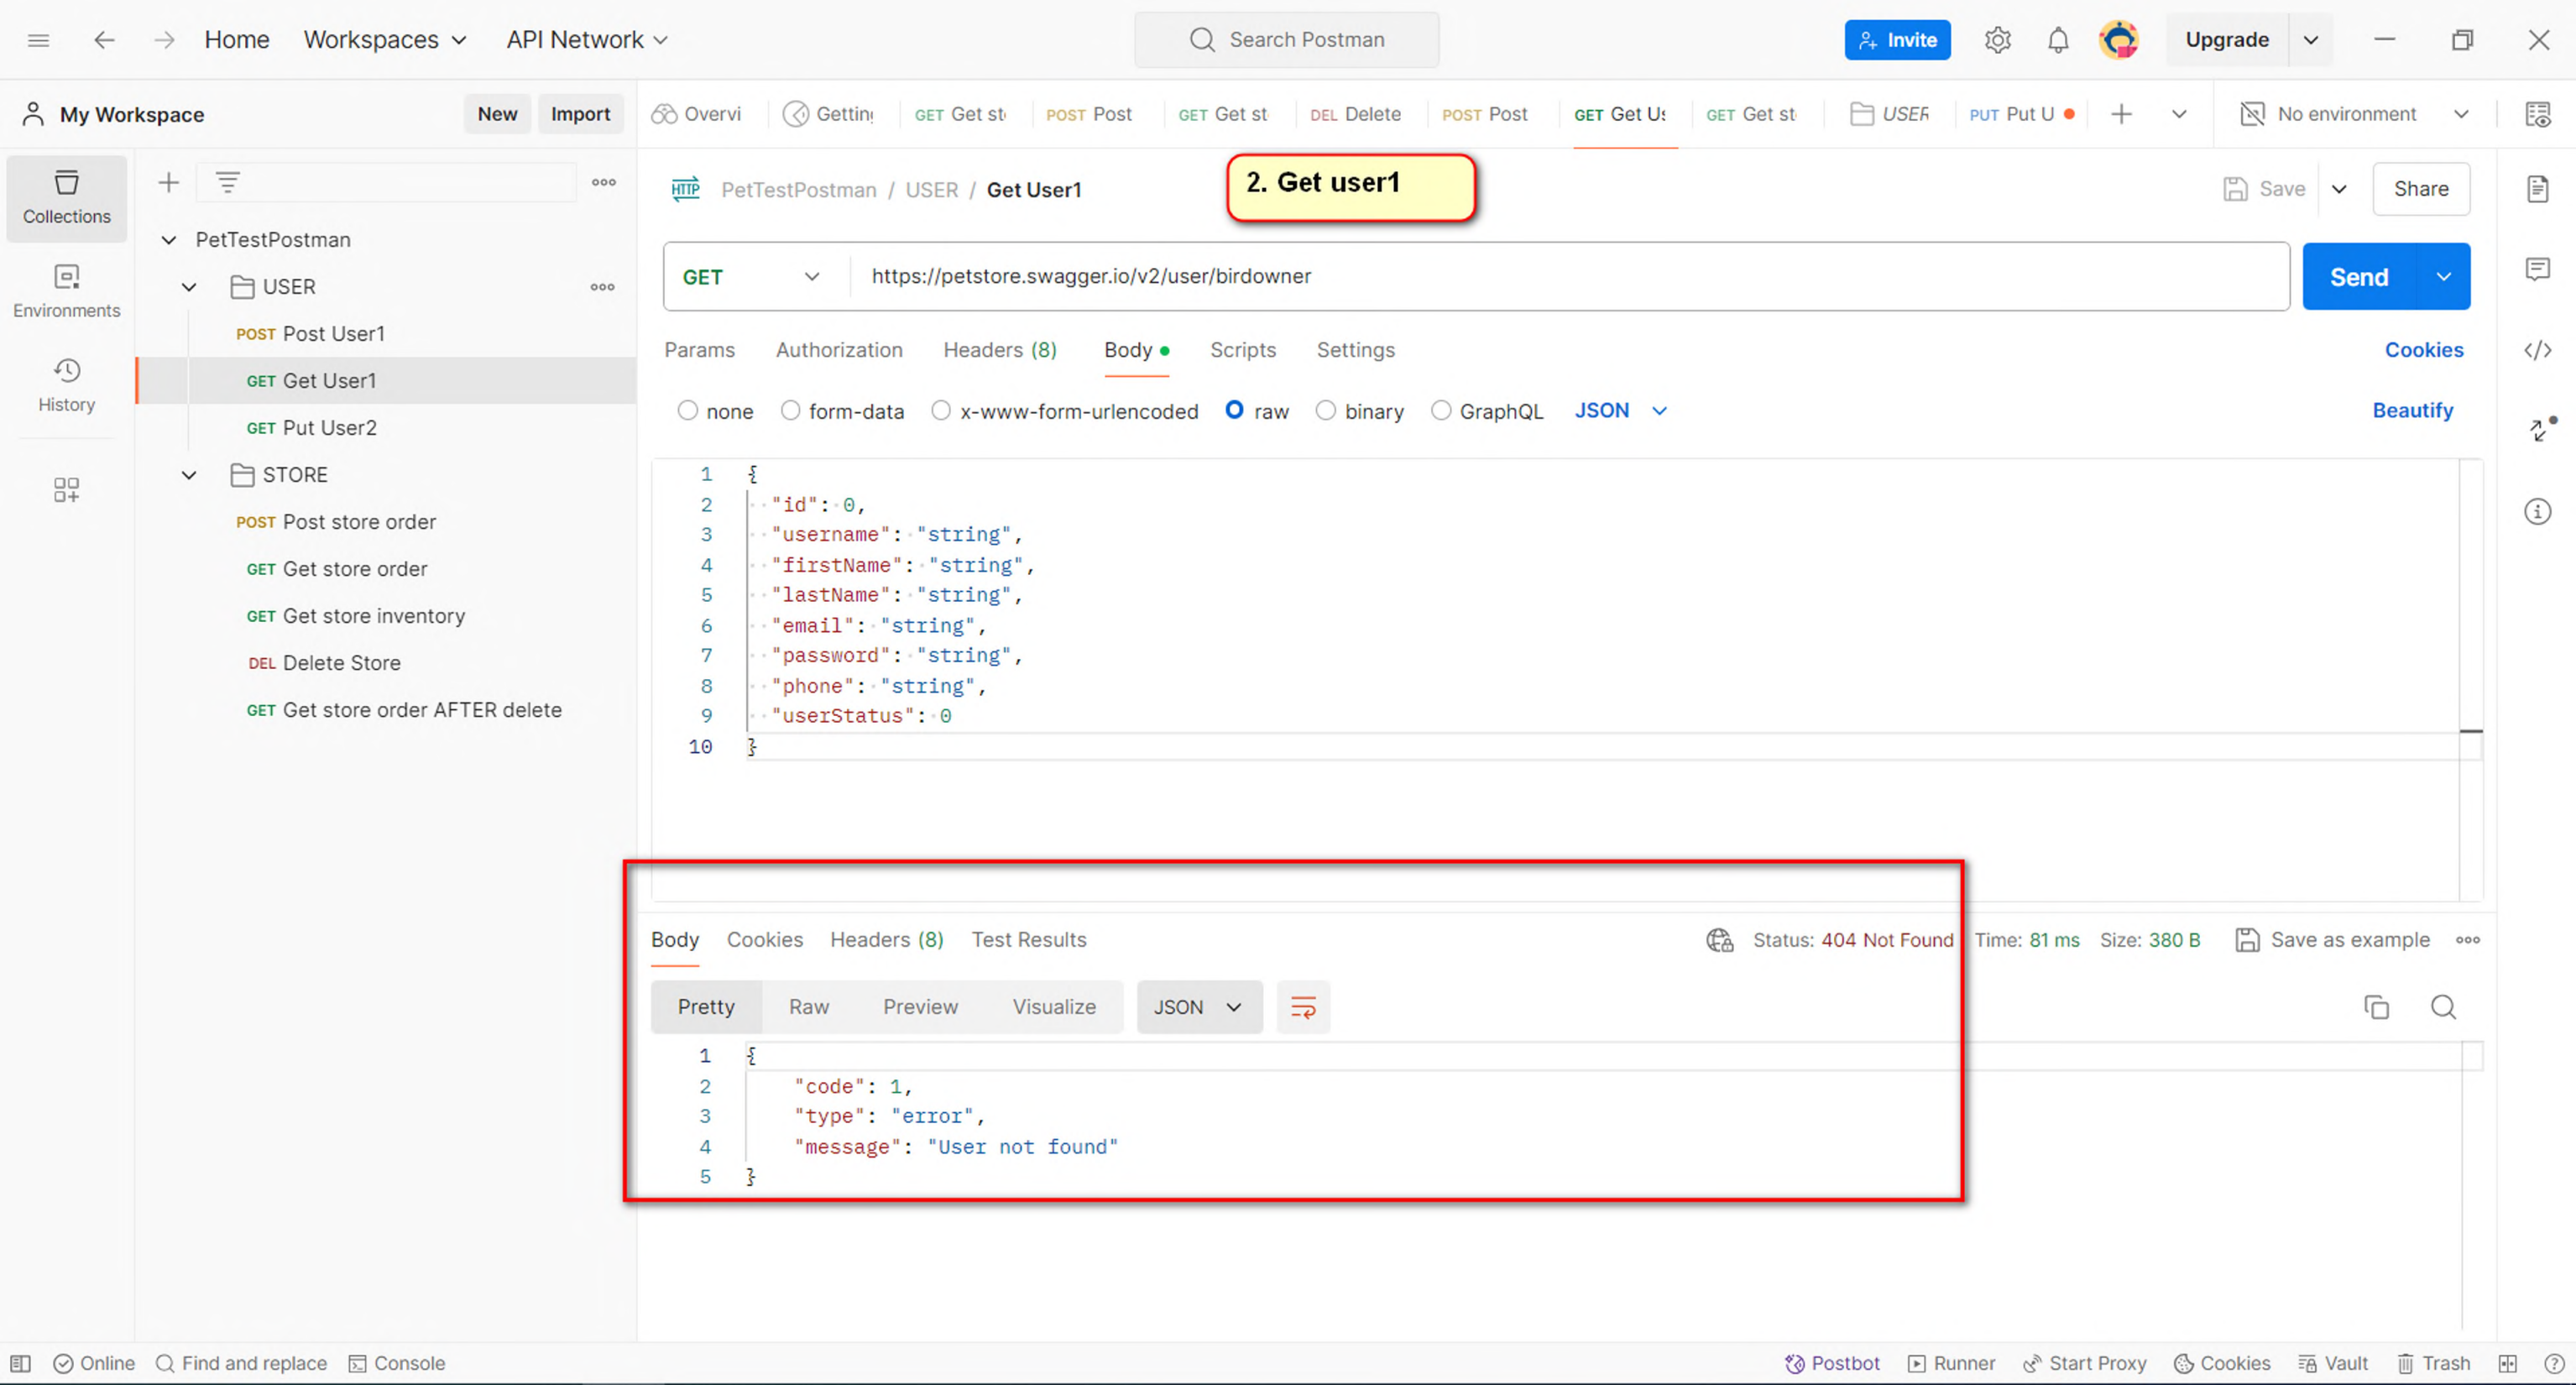 Home Workspaces API Network Search Postman Invite Upgrade
My Workspace New Import Overvi GET POST Post GET DEL Delete POST Post GET GET USER PUT Put U No environment
HTTP PetTestPostman / USER / Get User1 2. Get user1 Save Share
Collections
Environments
History
PetTestPostman
USER
POST Post User1
GET Get User1
GET Put User2
STORE
POST Post store order
GET Get store order
GET Get store inventory
DEL Delete Store
GET Get store order AFTER delete
GET https://petstore.swagger.io/v2/user/birdowner Send
Params Authorization Headers (8) Body Scripts Settings Cookies
none form-data x-www-form-urlencoded raw binary GraphQL JSON Beautify
1 {
2 "id": 0,
3 "username": "string",
4 "firstName": "string",
5 "lastName": "string",
6 "email": "string",
7 "password": "string",
8 "phone": "string",
9 "userStatus": 0
10 }
Body Cookies Headers (8) Test Results Status: 404 Not Found Time: 81 ms Size: 380 B Save as example
Pretty Raw Preview Visualize JSON
1 {
2 "code": 1,
3 "type": "error",
4 "message": "User not found"
5 }
Online Find and replace Console Postbot Runner Start Proxy Cookies Vault Trash